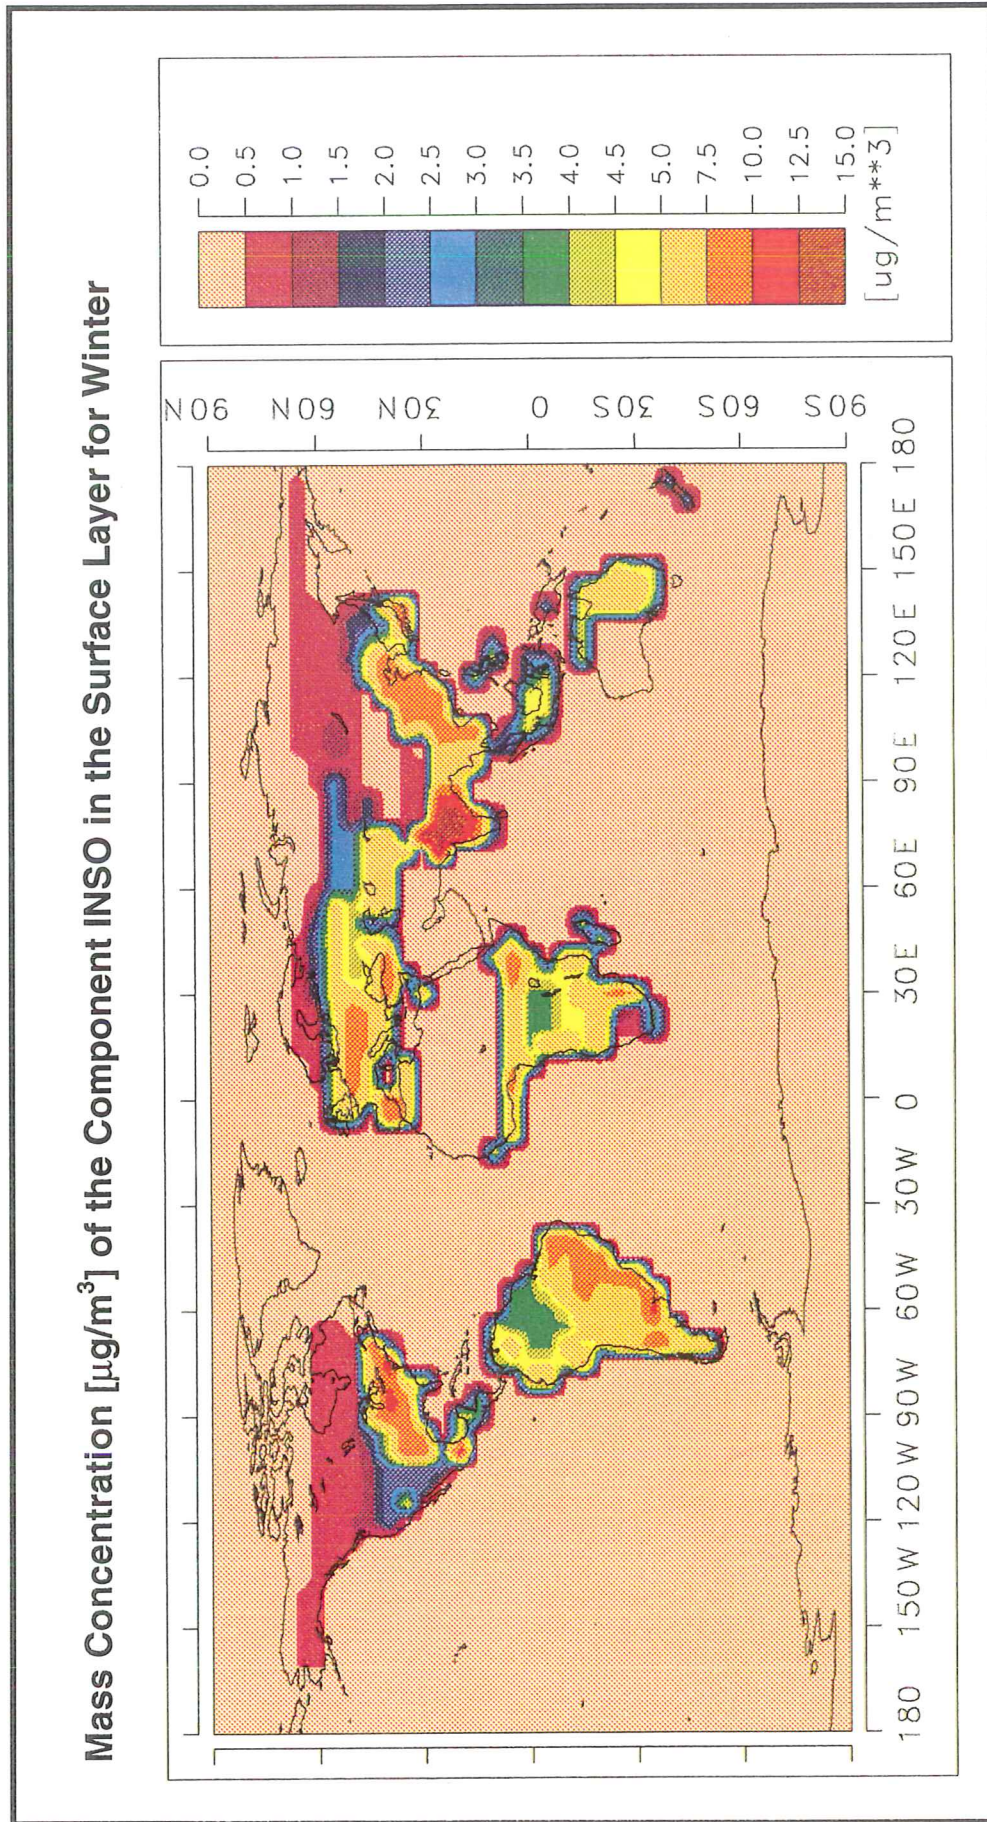 Mass Concentration [µg/m³] of the Component INSO in the Surface Layer for Winter
90N
60N
30N
0
30S
60S
90S
180 150W 120W 90W 60W 30W 0 30E 60E 90E 120E 150E 180
0.0
0.5
1.0
1.5
2.0
2.5
3.0
3.5
4.0
4.5
5.0
7.5
10.0
12.5
15.0
[ug/m**3]